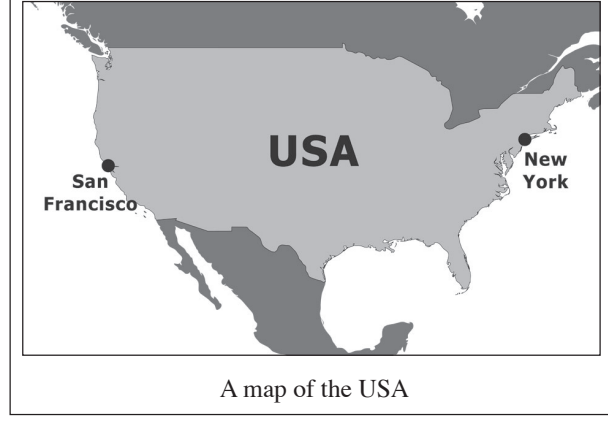 USA
New
York
San
Francisco
A map of the USA